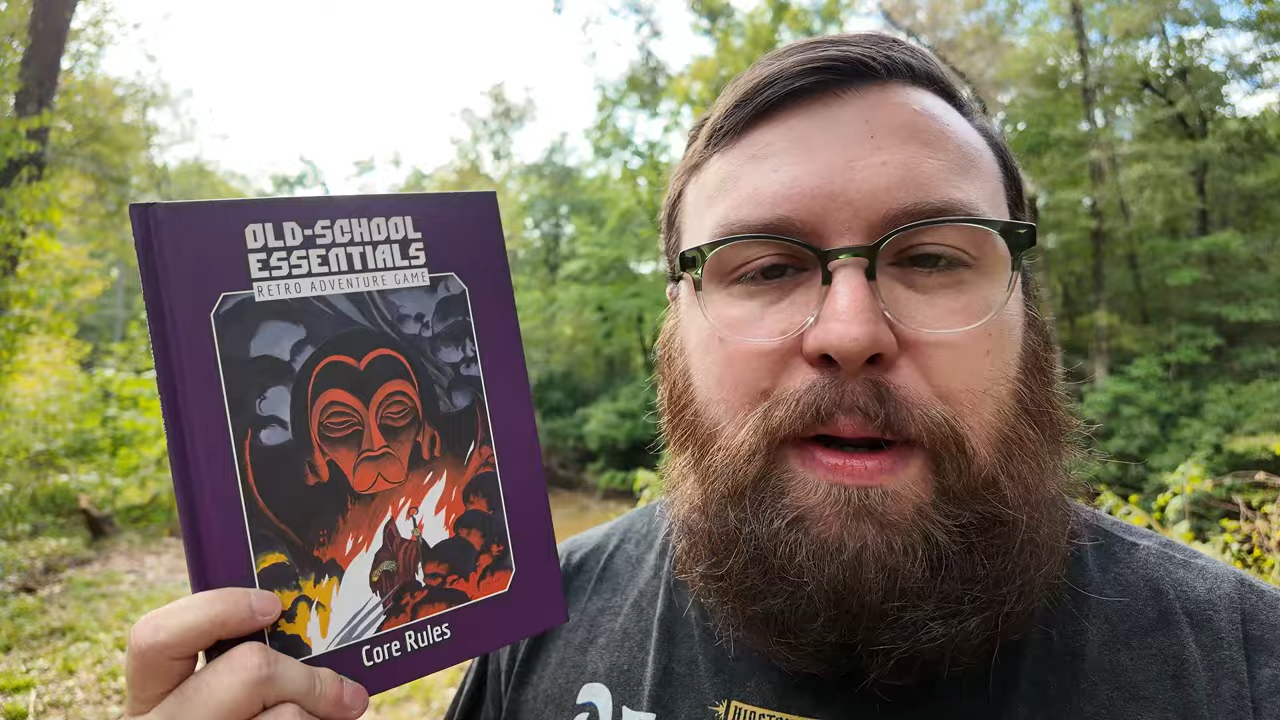 OLD-SCHOOL
ESSENTIALS
RETRO ADVENTURE GAME
Core Rules